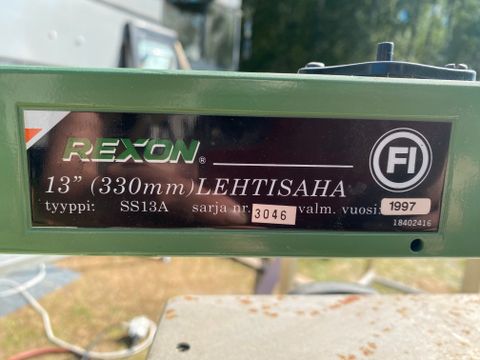 REXON®
FI
13” (330mm) LEHTISAHA
tyyppi: SS13A sarja nr. 3046 valm. vuosi: 1997
18402416